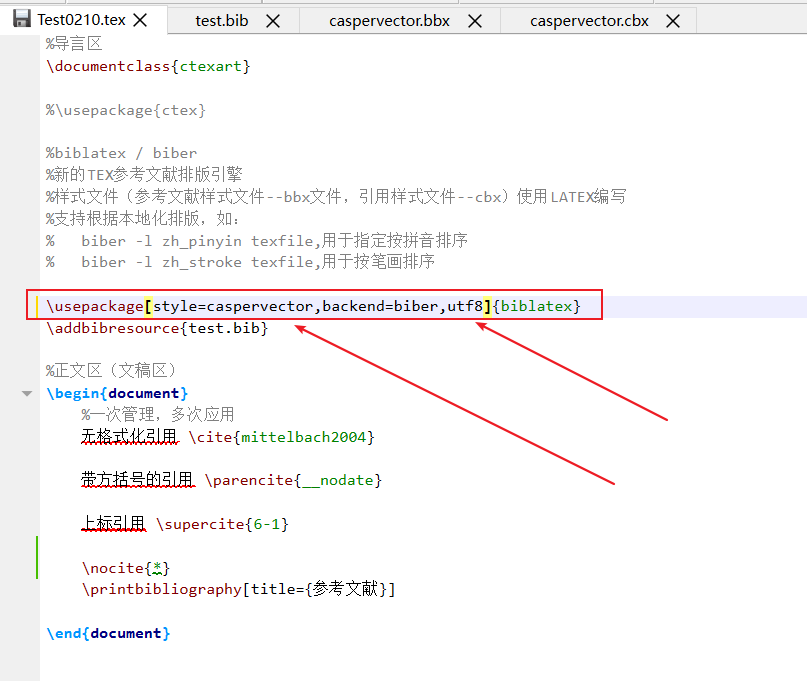 Test0210.tex
test.bib
caspervector.bbx
caspervector.cbx
%导言区
\documentclass{ctexart}
%\usepackage{ctex}
%biblatex / biber
%新的TEX参考文献排版引擎
%样式文件（参考文献样式文件--bbx文件，引用样式文件--cbx）使用LATEX编写
%支持根据本地化排版，如：
%   biber -l zh_pinyin texfile,用于指定按拼音排序
%   biber -l zh_stroke texfile,用于按笔画排序
\usepackage[style=caspervector,backend=biber,utf8]{biblatex}
\addbibresource{test.bib}
%正文区（文稿区）
\begin{document}
%一次管理，多次应用
无格式化引用 \cite{mittelbach2004}
带方括号的引用 \parencite{__nodate}
上标引用 \supercite{6-1}
\nocite{*}
\printbibliography[title={参考文献}]
\end{document}